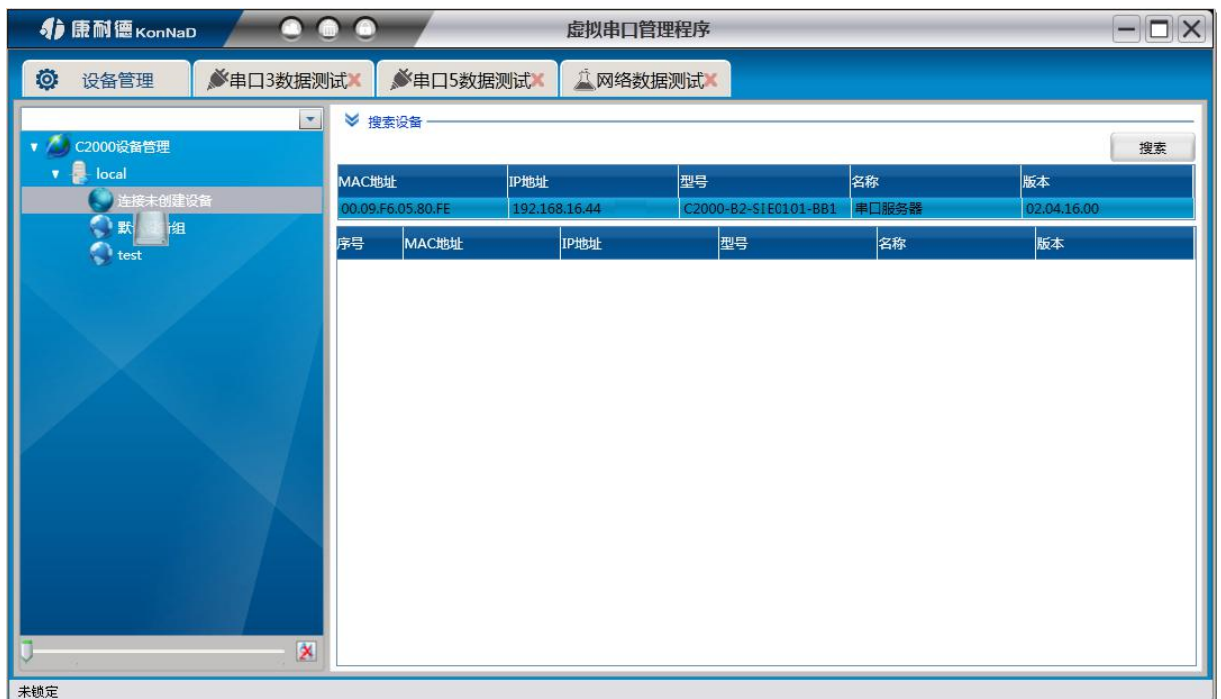 康耐德 KonNaD 虚拟串口管理程序
设备管理 串口3数据测试 串口5数据测试 网络数据测试
搜索设备
搜索
C2000设备管理
local
连接未创建设备
默 组
test
MAC地址 IP地址 型号 名称 版本
00.09.F6.05.80.FE 192.168.16.44 C2000-B2-SIE0101-BB1 串口服务器 02.04.16.00
序号 MAC地址 IP地址 型号 名称 版本
未锁定